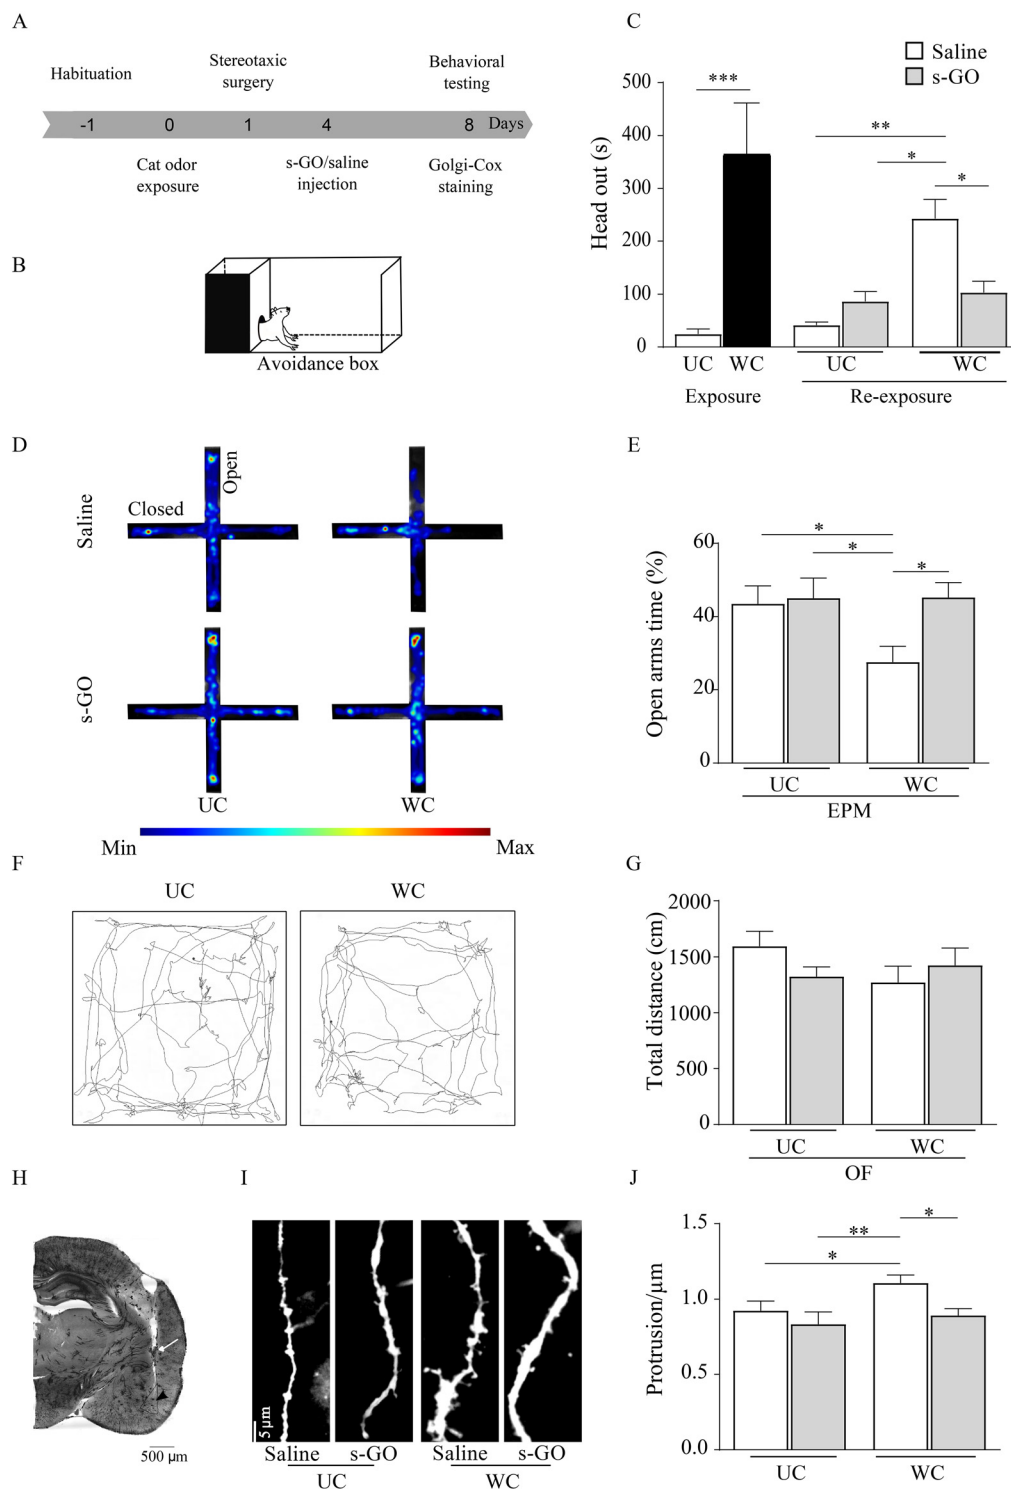 A
Habituation
Stereotaxic
surgery
Behavioral
testing
-1 0 1 4 8 Days
Cat odor
exposure
s-GO/saline
injection
Golgi-Cox
staining
B
Avoidance box
C
Saline
s-GO
Head out (s)
500
400
300
200
100
0
***
**
*
*
UC WC UC WC
Exposure Re-exposure
D
Saline
Open
Closed
s-GO
UC WC
Min Max
E
Open arms time (%)
60
40
20
0
*
*
*
UC WC
EPM
F
UC WC
G
Total distance (cm)
2000
1500
1000
500
0
UC WC
OF
H
500 µm
I
5 µm
Saline s-GO Saline s-GO
UC WC
J
Protrusion/µm
1.5
1.0
0.5
0.0
*
**
*
UC WC